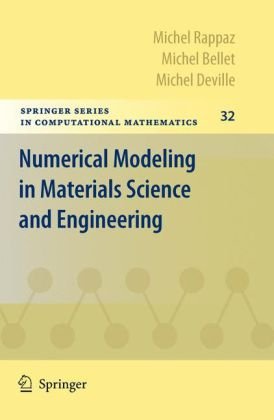 Michel Rappaz
Michel Bellet
Michel Deville
SPRINGER SERIES
IN COMPUTATIONAL MATHEMATICS
32
Numerical Modeling
in Materials Science
and Engineering
Springer